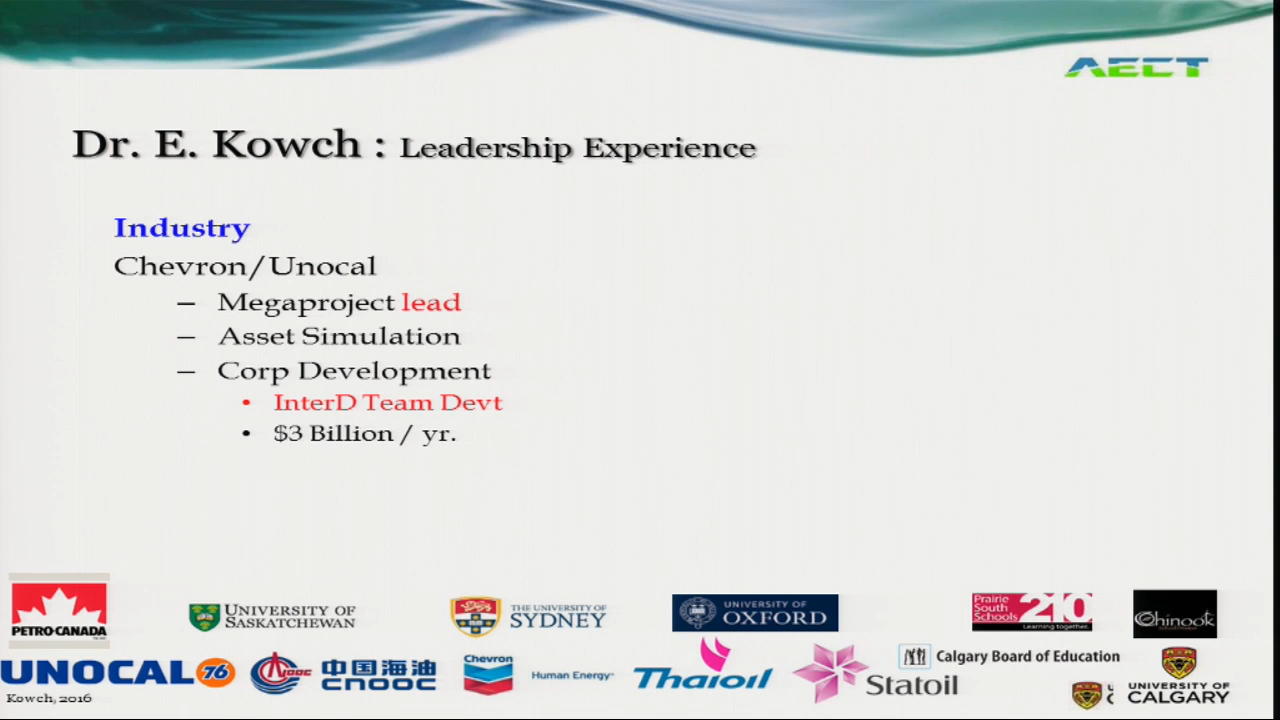 AECT
Dr. E. Kowch : Leadership Experience
Industry
Chevron/Unocal
– Megaproject lead
– Asset Simulation
– Corp Development
• InterD Team Devt
• $3 Billion / yr.
PETRO-CANADA
UNIVERSITY OF
SASKATCHEWAN
THE UNIVERSITY OF
SYDNEY
UNIVERSITY OF
OXFORD
Prairie
South
Schools 210
Learning together.
Chinook
UNOCAL 76
CNOOC
中国海油
CNOOC
Chevron
Human Energy
Thaioil
Statoil
Calgary Board of Education
UNIVERSITY OF
CALGARY
Kowch, 2016